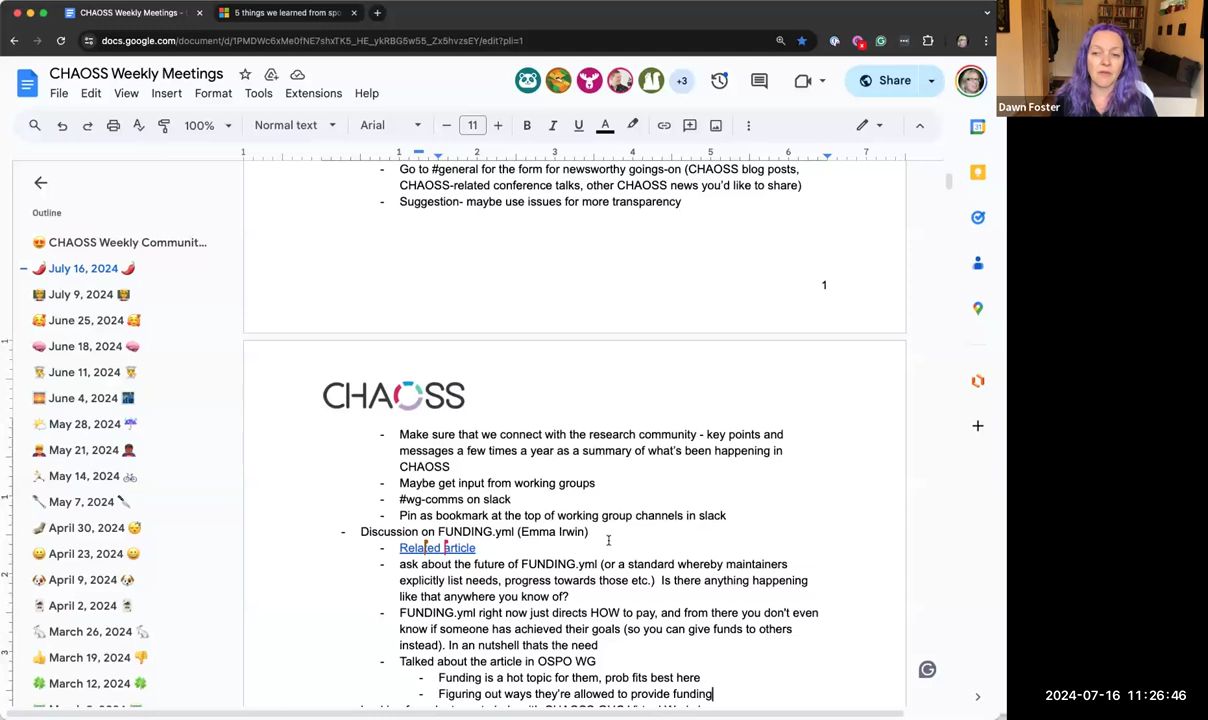 CHAOSS Weekly Meetings -
5 things we learned from spo
docs.google.com/document/d/1PMDWc6xMe0fNE7shxTK5_HE_ykRBG5w55_Zx5hvzsEY/edit?pli=1
CHAOSS Weekly Meetings
+3
Share
File Edit View Insert Format Tools Extensions Help
Dawn Foster
100% Normal text Arial 11
1 1 2 3 4 5 6 7
Outline
CHAOSS Weekly Communit...
July 16, 2024
July 9, 2024
June 25, 2024
June 18, 2024
June 11, 2024
June 4, 2024
May 28, 2024
May 21, 2024
May 14, 2024
May 7, 2024
April 30, 2024
April 23, 2024
April 9, 2024
April 2, 2024
March 26, 2024
March 19, 2024
March 12, 2024
- Go to #general for the form for newsworthy goings-on (CHAOSS blog posts,
CHAOSS-related conference talks, other CHAOSS news you'd like to share)
- Suggestion- maybe use issues for more transparency
1
CHAOSS
- Make sure that we connect with the research community - key points and
messages a few times a year as a summary of what's been happening in
CHAOSS
- Maybe get input from working groups
- #wg-comms on slack
- Pin as bookmark at the top of working group channels in slack
- Discussion on FUNDING.yml (Emma Irwin)
- Related article
- ask about the future of FUNDING.yml (or a standard whereby maintainers
explicitly list needs, progress towards those etc.) Is there anything happening
like that anywhere you know of?
- FUNDING.yml right now just directs HOW to pay, and from there you don't even
know if someone has achieved their goals (so you can give funds to others
instead). In an nutshell thats the need
- Talked about the article in OSPO WG
- Funding is a hot topic for them, prob fits best here
- Figuring out ways they're allowed to provide funding
2024-07-16 11:26:46